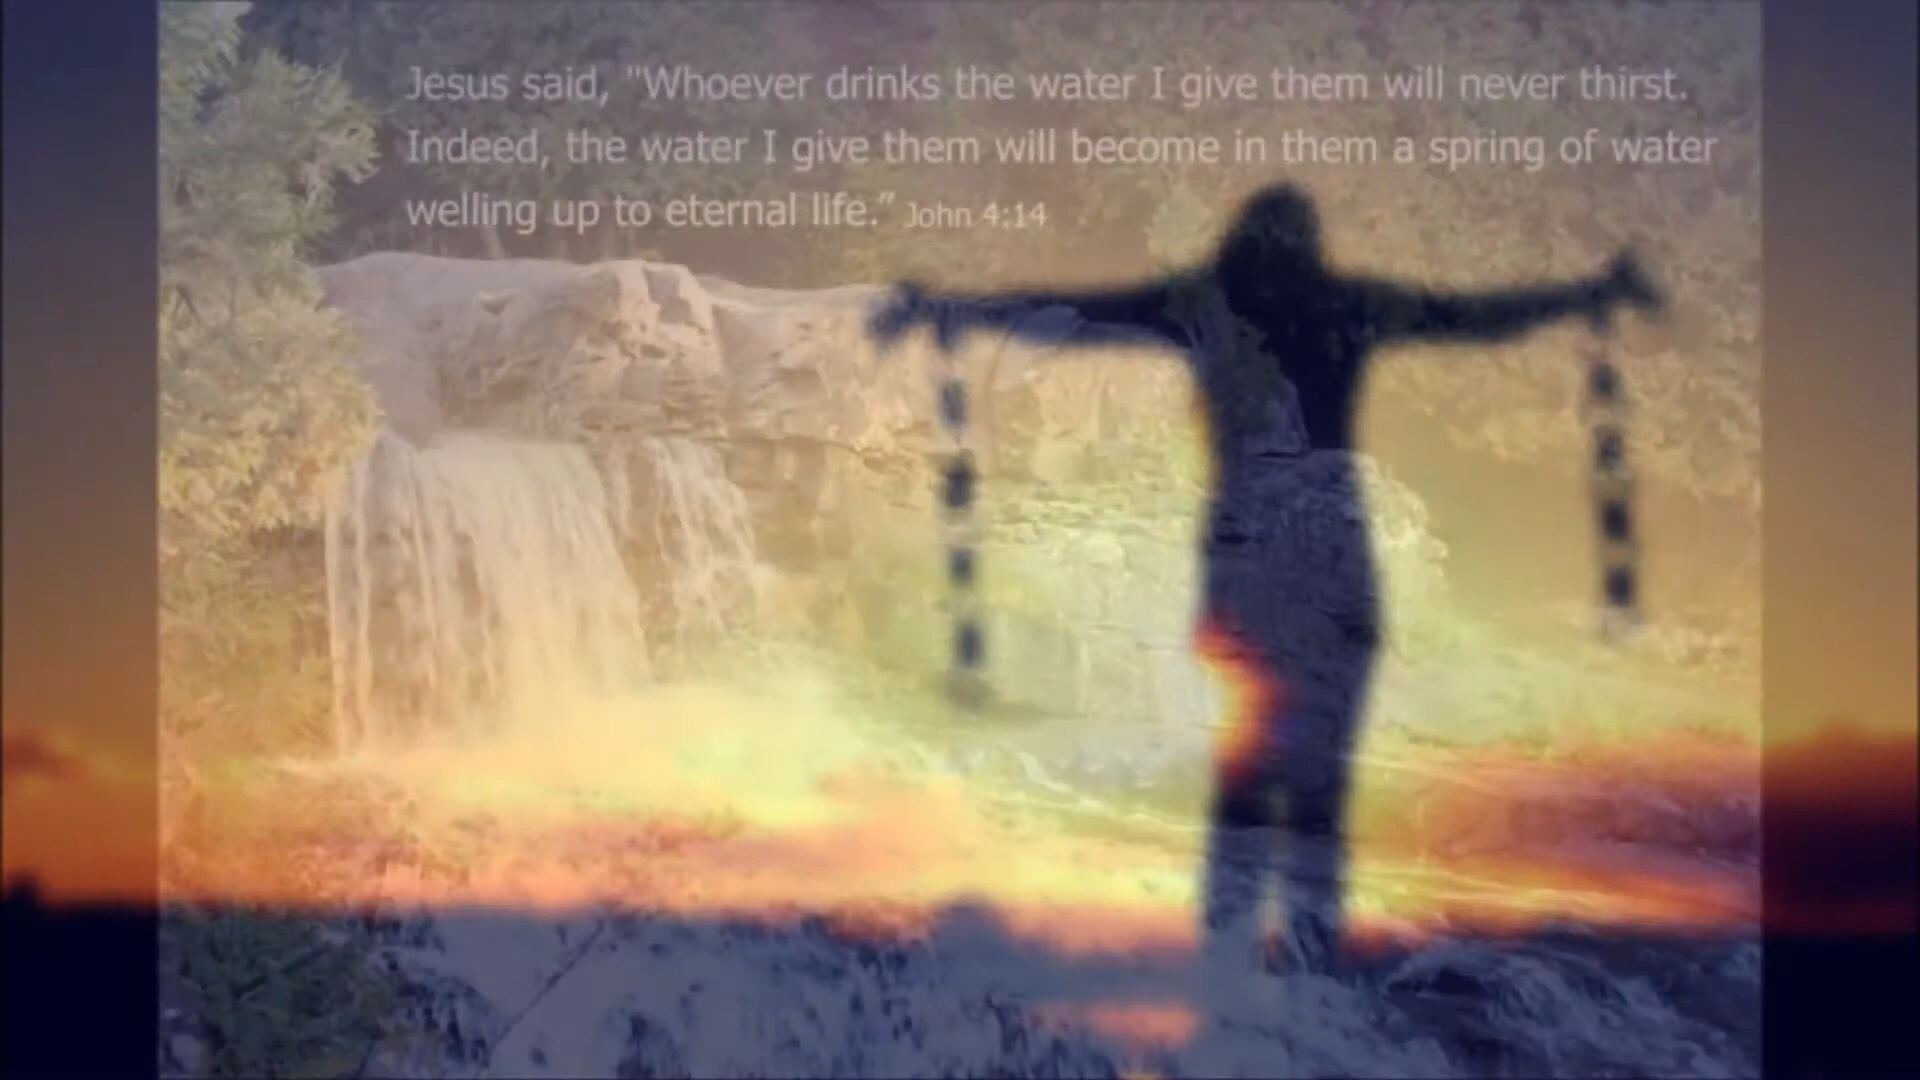 Jesus said, "Whoever drinks the water I give them will never thirst.
Indeed, the water I give them will become in them a spring of water
welling up to eternal life.” John 4:14